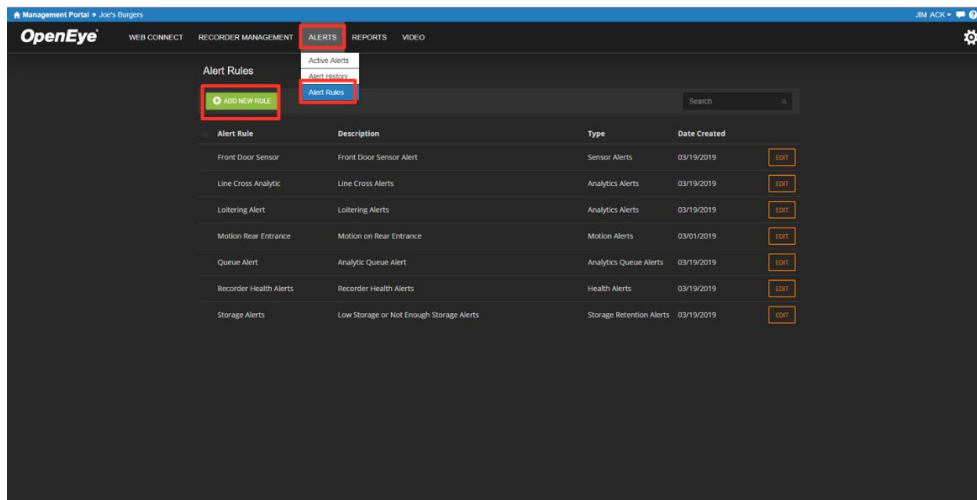 Management Portal Joe's Burgers JIM ACK
OpenEye WEB CONNECT RECORDER MANAGEMENT ALERTS REPORTS VIDEO
Active Alerts
Alert Rules
Alert History
Alert Rules
ADD NEW RULE Search
Alert Rule Description Type Date Created
Front Door Sensor Front Door Sensor Alert Sensor Alerts 03/19/2019 EDIT
Line Cross Analytic Line Cross Alerts Analytics Alerts 03/19/2019 EDIT
Loitering Alert Loitering Alerts Analytics Alerts 03/19/2019 EDIT
Motion Rear Entrance Motion on Rear Entrance Motion Alerts 03/01/2019 EDIT
Queue Alert Analytic Queue Alert Analytics Queue Alerts 03/19/2019 EDIT
Recorder Health Alerts Recorder Health Alerts Health Alerts 03/19/2019 EDIT
Storage Alerts Low Storage or Not Enough Storage Alerts Storage Retention Alerts 03/19/2019 EDIT